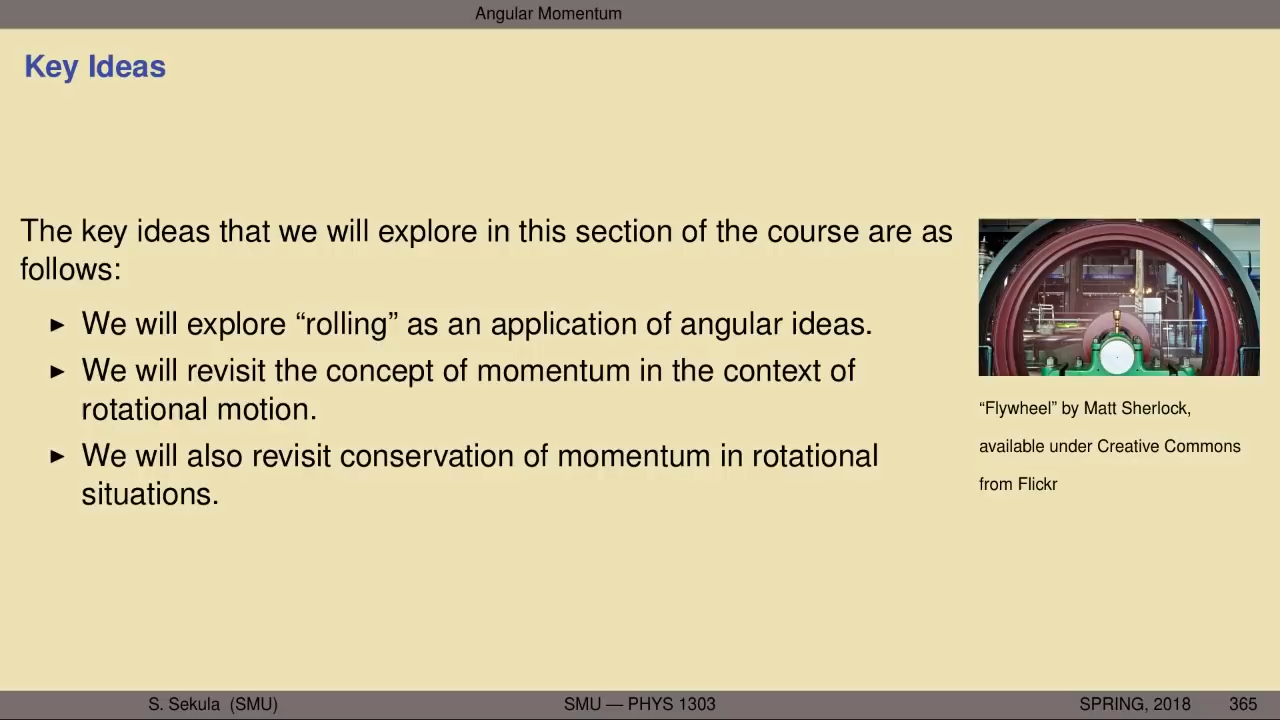 Angular Momentum
Key Ideas
The key ideas that we will explore in this section of the course are as
follows:
► We will explore “rolling” as an application of angular ideas.
► We will revisit the concept of momentum in the context of
rotational motion.
► We will also revisit conservation of momentum in rotational
situations.
“Flywheel” by Matt Sherlock,
available under Creative Commons
from Flickr
S. Sekula (SMU) SMU — PHYS 1303 SPRING, 2018 365